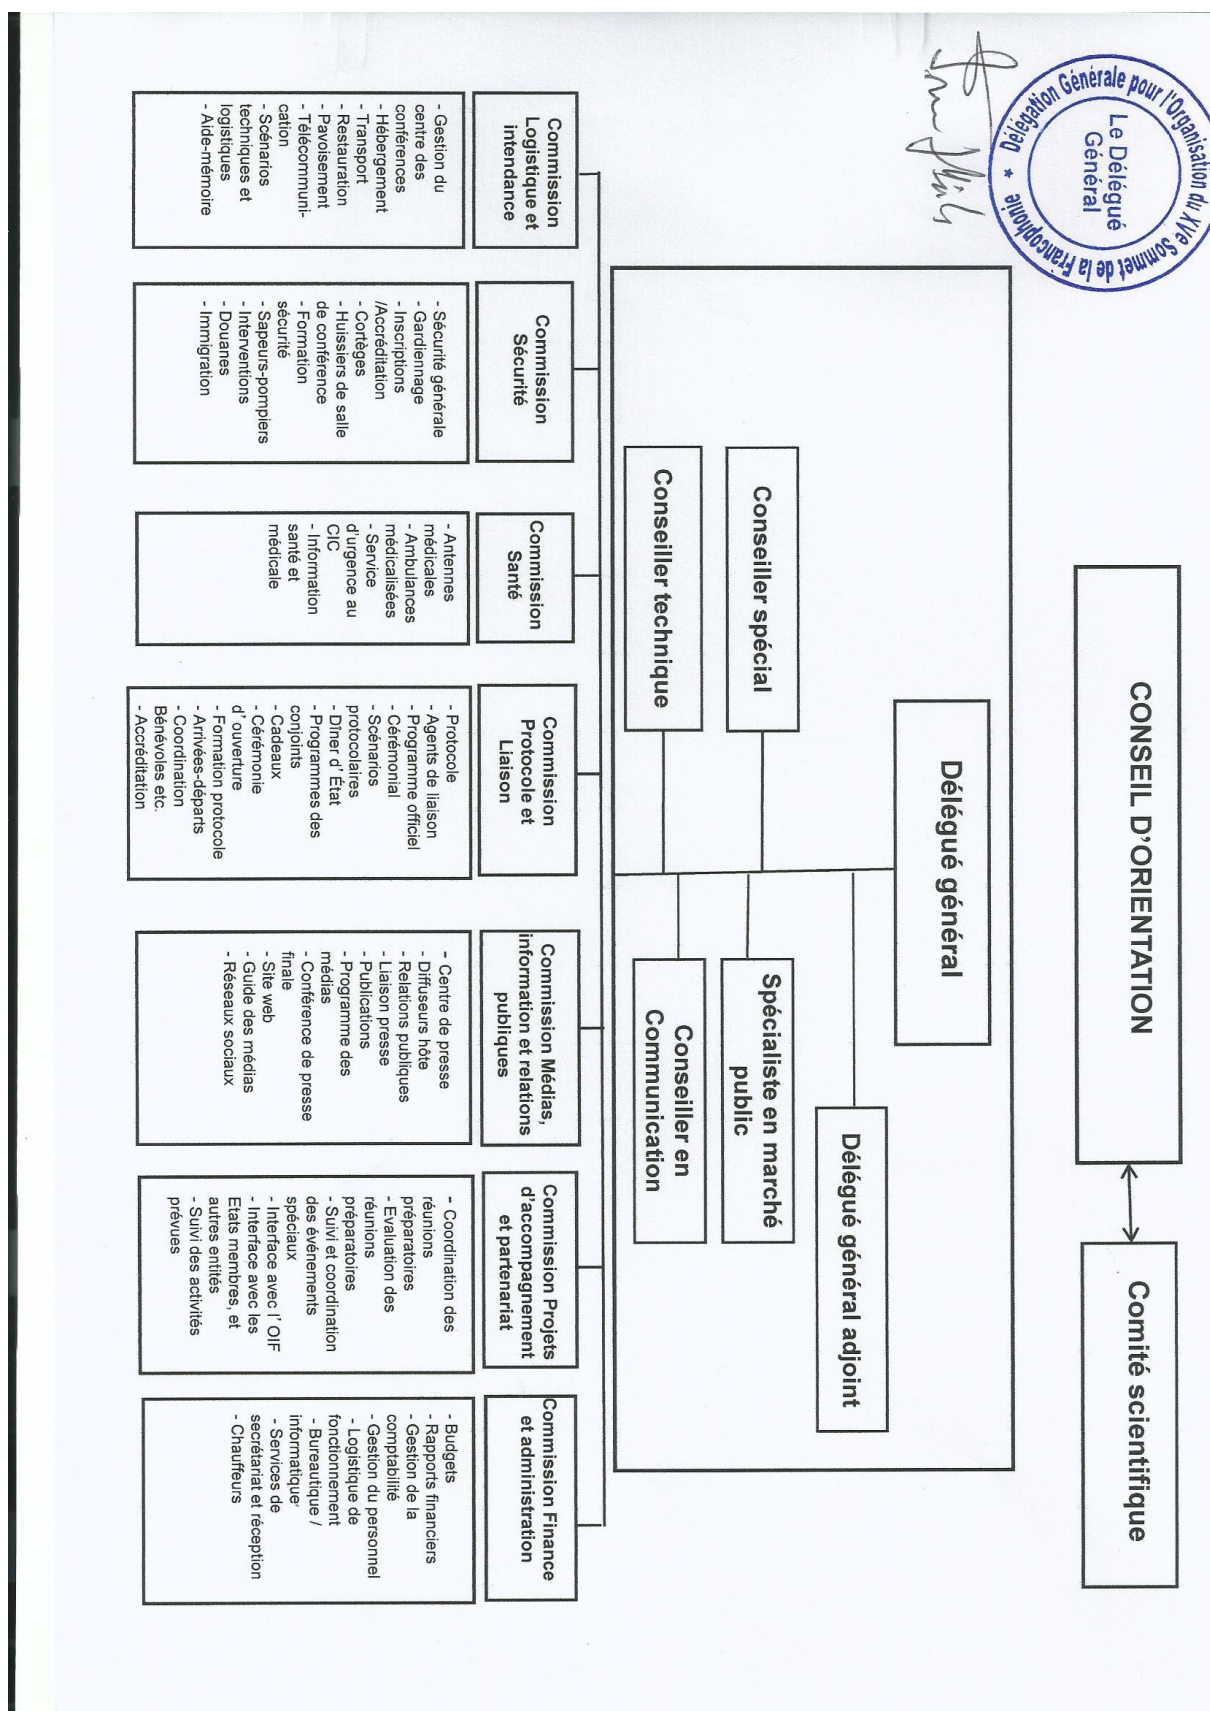 Délégation Générale pour l'Organisation du XVe Sommet de la Francophonie
Le Délégué
Général
CONSEIL D'ORIENTATION
Comité scientifique
Délégué général
Délégué général adjoint
Conseiller spécial
Spécialiste en marché
public
Conseiller technique
Conseiller en
Communication
Commission
Logistique et
intendance
- Gestion du
centre des
conférences
- Hébergement
- Transport
- Restauration
- Pavoisement
- Télécommuni-
cation
- Scénarios
techniques et
logistiques
- Aide-mémoire
Commission
Sécurité
- Sécurité générale
- Gardiennage
- Inscriptions
/Accréditation
- Cortèges
- Huissiers de salle
de conférence
- Formation
sécurité
- Sapeurs-pompiers
- Interventions
- Douanes
- Immigration
Commission
Santé
- Antennes
médicales
- Ambulances
médicalisées
- Service
d'urgence au
CIC
- Information
santé et
médicale
Commission
Protocole et
Liaison
- Protocole
- Agents de liaison
- Programme officiel
- Cérémonial
- Scénarios
protocolaires
- Dîner d' État
- Programmes des
conjoints
- Cadeaux
- Cérémonie
d' ouverture
- Formation protocole
- Arrivées-départs
- Coordination
Bénévoles etc.
- Accréditation
Commission Médias,
information et relations
publiques
- Centre de presse
- Diffuseurs hôte
- Relations publiques
- Liaison presse
- Publications
- Programme des
médias
- Conférence de presse
finale
- Site web
- Guide des médias
- Réseaux sociaux
Commission Projets
d'accompagnement
et partenariat
- Coordination des
réunions
préparatoires
- Evaluation des
réunions
préparatoires
- Suivi et coordination
des événements
spéciaux
- Interface avec l' OIF
- Interface avec les
Etats membres, et
autres entités
- Suivi des activités
prévues
Commission Finance
et administration
- Budgets
- Rapports financiers
- Gestion de la
comptabilité
- Gestion du personnel
- Logistique de
fonctionnement
- Bureautique /
informatique
- Services de
secrétariat et réception
- Chauffeurs